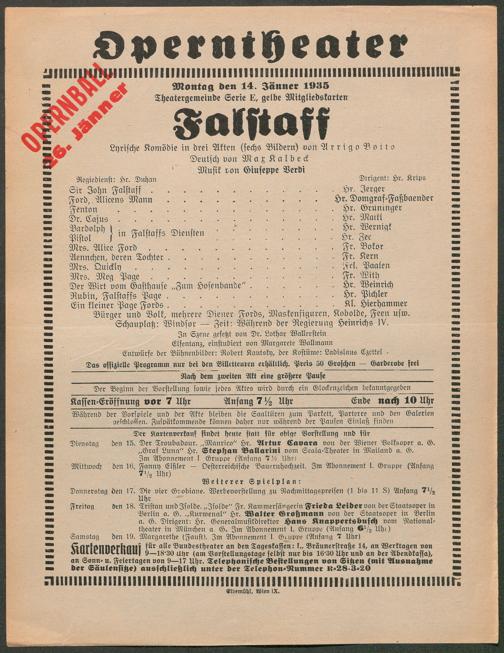 Operntheater
OPERNBALL
26. Jänner
Montag den 14. Jänner 1935
Theatergemeinde Serie E, gelbe Mitgliedskarten
Falstaff
Lyrische Komödie in drei Akten (sechs Bildern) von Arrigo Boito
Deutsch von Max Kalbeck
Musik von Giuseppe Verdi
Regiedienst: Hr. Duhan Dirigent: Hr. Krips
Sir John Falstaff . . . Hr. Jerger
Ford, Alicens Mann . . . Hr. Domgraf-Faßbaender
Fenton . . . Hr. Gruninger
Dr. Cajus . . . Hr. Maikl
Bardolph } in Falstaffs Diensten . . . Hr. Wernigk
Pistol } Hr. Zec
Mrs. Alice Ford . . . Fr. Bokor
Aennchen, deren Tochter . . . Fr. Kern
Mrs. Quickly . . . Frl. Paalen
Mrs. Meg Page . . . Fr. With
Der Wirt vom Gasthause „Zum Hosenbande“ . . . Hr. Weinrich
Rubin, Falstaffs Page . . . Hr. Pichler
Ein kleiner Page Fords . . . Kl. Hierhammer
Bürger und Volk, mehrere Diener Fords, Maskenfiguren, Kobolde, Feen usw.
Schauplatz: Windsor — Zeit: Während der Regierung Heinrichs IV.
In Szene gesetzt von Dr. Lothar Wallerstein
Elfentanz, einstudiert von Margarete Wallmann
Entwürfe der Bühnenbilder: Robert Kautsky, der Kostüme: Ladislaus Czettel
Das offizielle Programm nur bei den Billetteuren erhältlich. Preis 50 Groschen — Garderobe frei
Nach dem zweiten Akt eine größere Pause
Der Beginn der Vorstellung sowie jedes Aktes wird durch ein Glockenzeichen bekanntgegeben
Kassen-Eröffnung vor 7 Uhr Anfang 7½ Uhr Ende nach 10 Uhr
Während der Vorspiele und der Akte bleiben die Saaltüren zum Parkett, Parterre und den Galerien
geschlossen. Zuspätkommende können daher nur während der Pausen Einlaß finden
Der Kartenverkauf findet heute statt für obige Vorstellung und für
Dienstag den 15. Der Troubadour. „Manrico“ Hr. Artur Cavara von der Wiener Volksoper a. G.
„Graf Luna“ Hr. Stephan Ballarini vom Scala-Theater in Mailand a. G.
Im Abonnement I. Gruppe (Anfang 7½ Uhr)
Mittwoch den 16. Fanny Elßler — Oesterreichische Bauernhochzeit. Im Abonnement I. Gruppe (Anfang
7½ Uhr)
Weiterer Spielplan:
Donnerstag den 17. Die vier Grobiane. Werbevorstellung zu Nachmittagspreisen (1 bis 11 S) Anfang 7½
Uhr
Freitag den 18. Tristan und Isolde. „Isolde“ Fr. Kammersängerin Frieda Leider von der Staatsoper in
Berlin a. G. „Kurwenal“ Hr. Walter Großmann von der Staatsoper in Berlin
a. G. Dirigent: Hr. Generalmusikdirektor Hans Knappertsbusch vom National-
theater in München a. G. Im Abonnement I. Gruppe (Anfang 6½ Uhr)
Samstag den 19. Margarethe (Faust). Im Abonnement I. Gruppe (Anfang 7 Uhr)
Kartenverkauf für alle Bundestheater an den Tageskassen: I., Bräunerstraße 14, an Werktagen von
9—18'30 Uhr (am Vorstellungstage selbst nur bis 16'30 Uhr und an der Abendkassa),
an Sonn- u. Feiertagen von 9—17 Uhr. Telephonische Bestellungen von Sitzen (mit Ausnahme
der Säulensitze) ausschließlich unter der Telephon-Nummer R-28-3-20
Elbemühl, Wien IX.